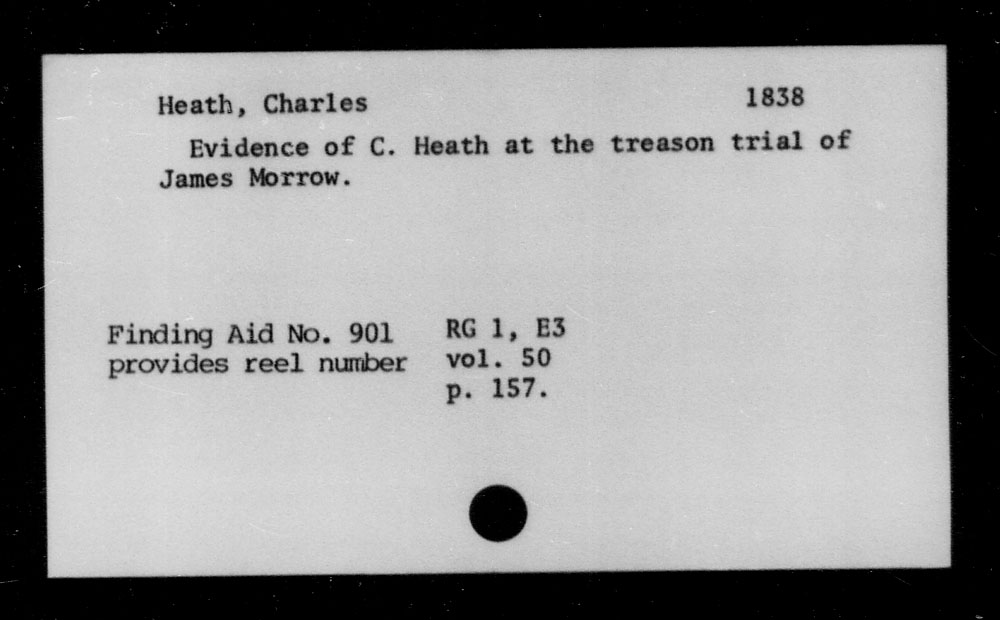 Heath, Charles 1838
Evidence of C. Heath at the treason trial of
James Morrow.
Finding Aid No. 901 RG 1, E3
provides reel number vol. 50
p. 157.